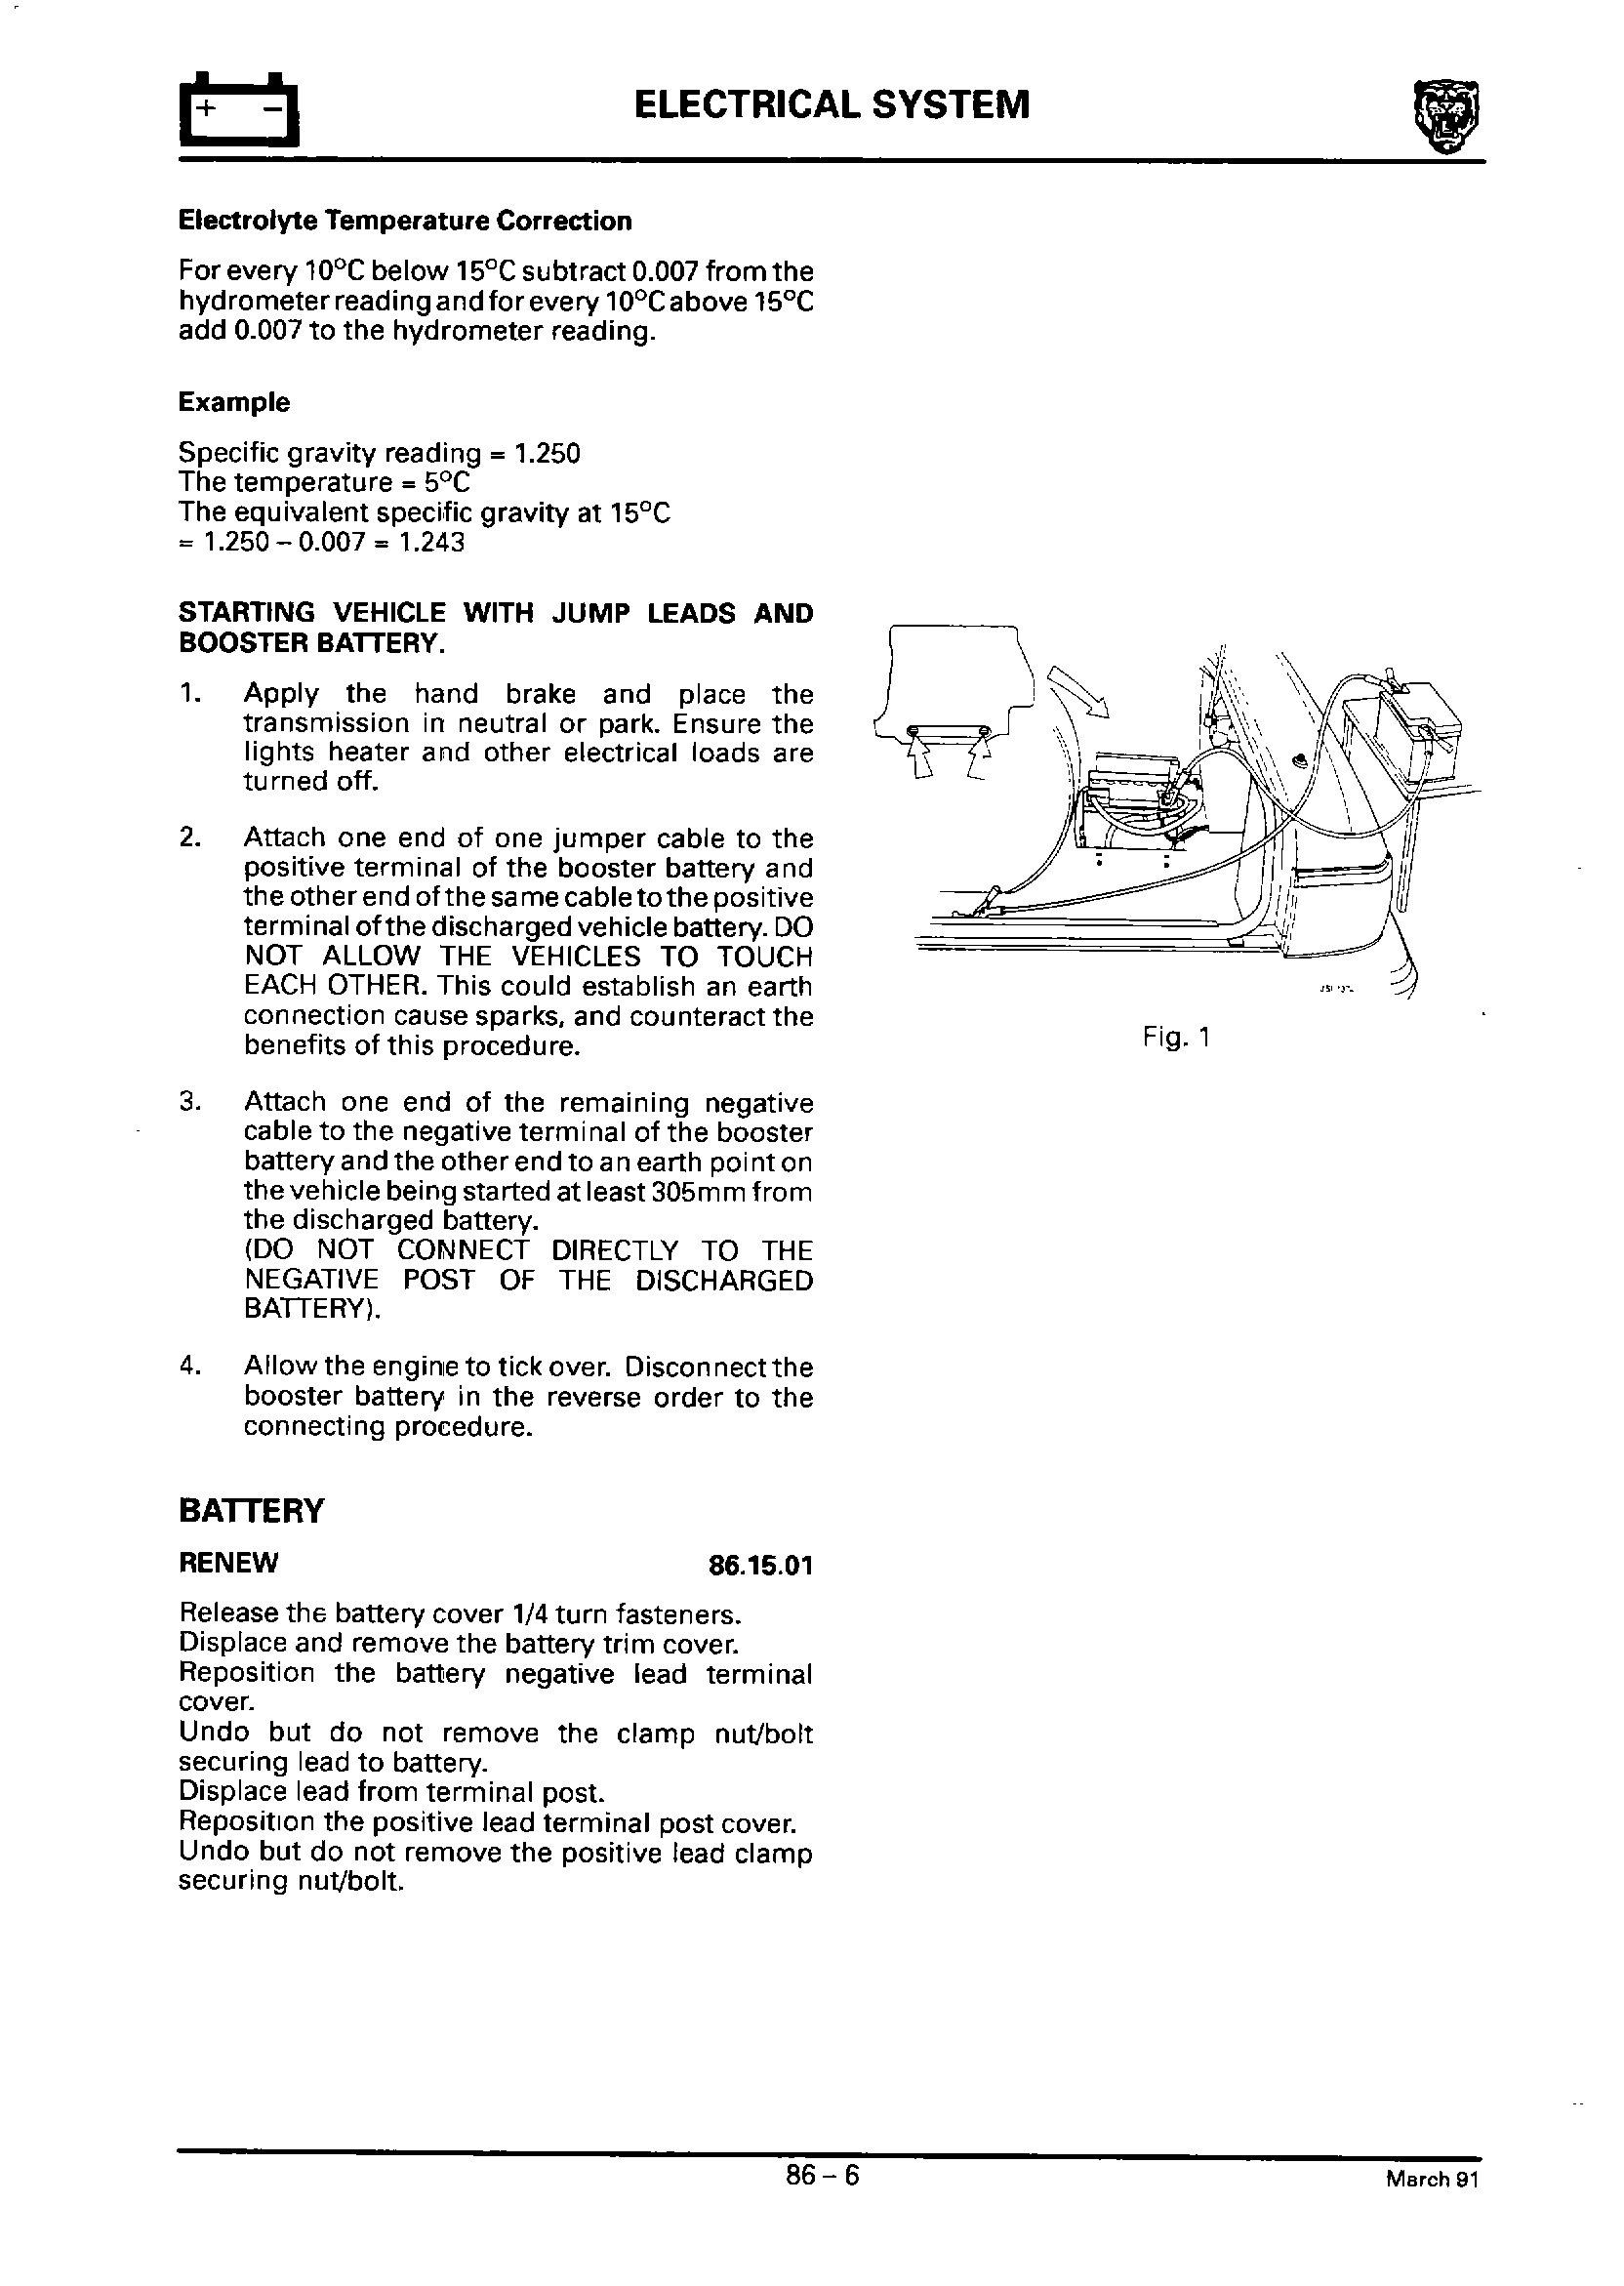 + −
ELECTRICAL SYSTEM
Electrolyte Temperature Correction
For every 10°C below 15°C subtract 0.007 from the
hydrometer reading and for every 10°C above 15°C
add 0.007 to the hydrometer reading.
Example
Specific gravity reading = 1.250
The temperature = 5°C
The equivalent specific gravity at 15°C
= 1.250 – 0.007 = 1.243
STARTING VEHICLE WITH JUMP LEADS AND
BOOSTER BATTERY.
1. Apply the hand brake and place the
transmission in neutral or park. Ensure the
lights heater and other electrical loads are
turned off.
2. Attach one end of one jumper cable to the
positive terminal of the booster battery and
the other end of the same cable to the positive
terminal of the discharged vehicle battery. DO
NOT ALLOW THE VEHICLES TO TOUCH
EACH OTHER. This could establish an earth
connection cause sparks, and counteract the
benefits of this procedure.
3. Attach one end of the remaining negative
cable to the negative terminal of the booster
battery and the other end to an earth point on
the vehicle being started at least 305mm from
the discharged battery.
(DO NOT CONNECT DIRECTLY TO THE
NEGATIVE POST OF THE DISCHARGED
BATTERY).
4. Allow the engine to tick over. Disconnect the
booster battery in the reverse order to the
connecting procedure.
Fig. 1
BATTERY
RENEW 86.15.01
Release the battery cover 1/4 turn fasteners.
Displace and remove the battery trim cover.
Reposition the battery negative lead terminal
cover.
Undo but do not remove the clamp nut/bolt
securing lead to battery.
Displace lead from terminal post.
Reposition the positive lead terminal post cover.
Undo but do not remove the positive lead clamp
securing nut/bolt.
86 – 6
March 91